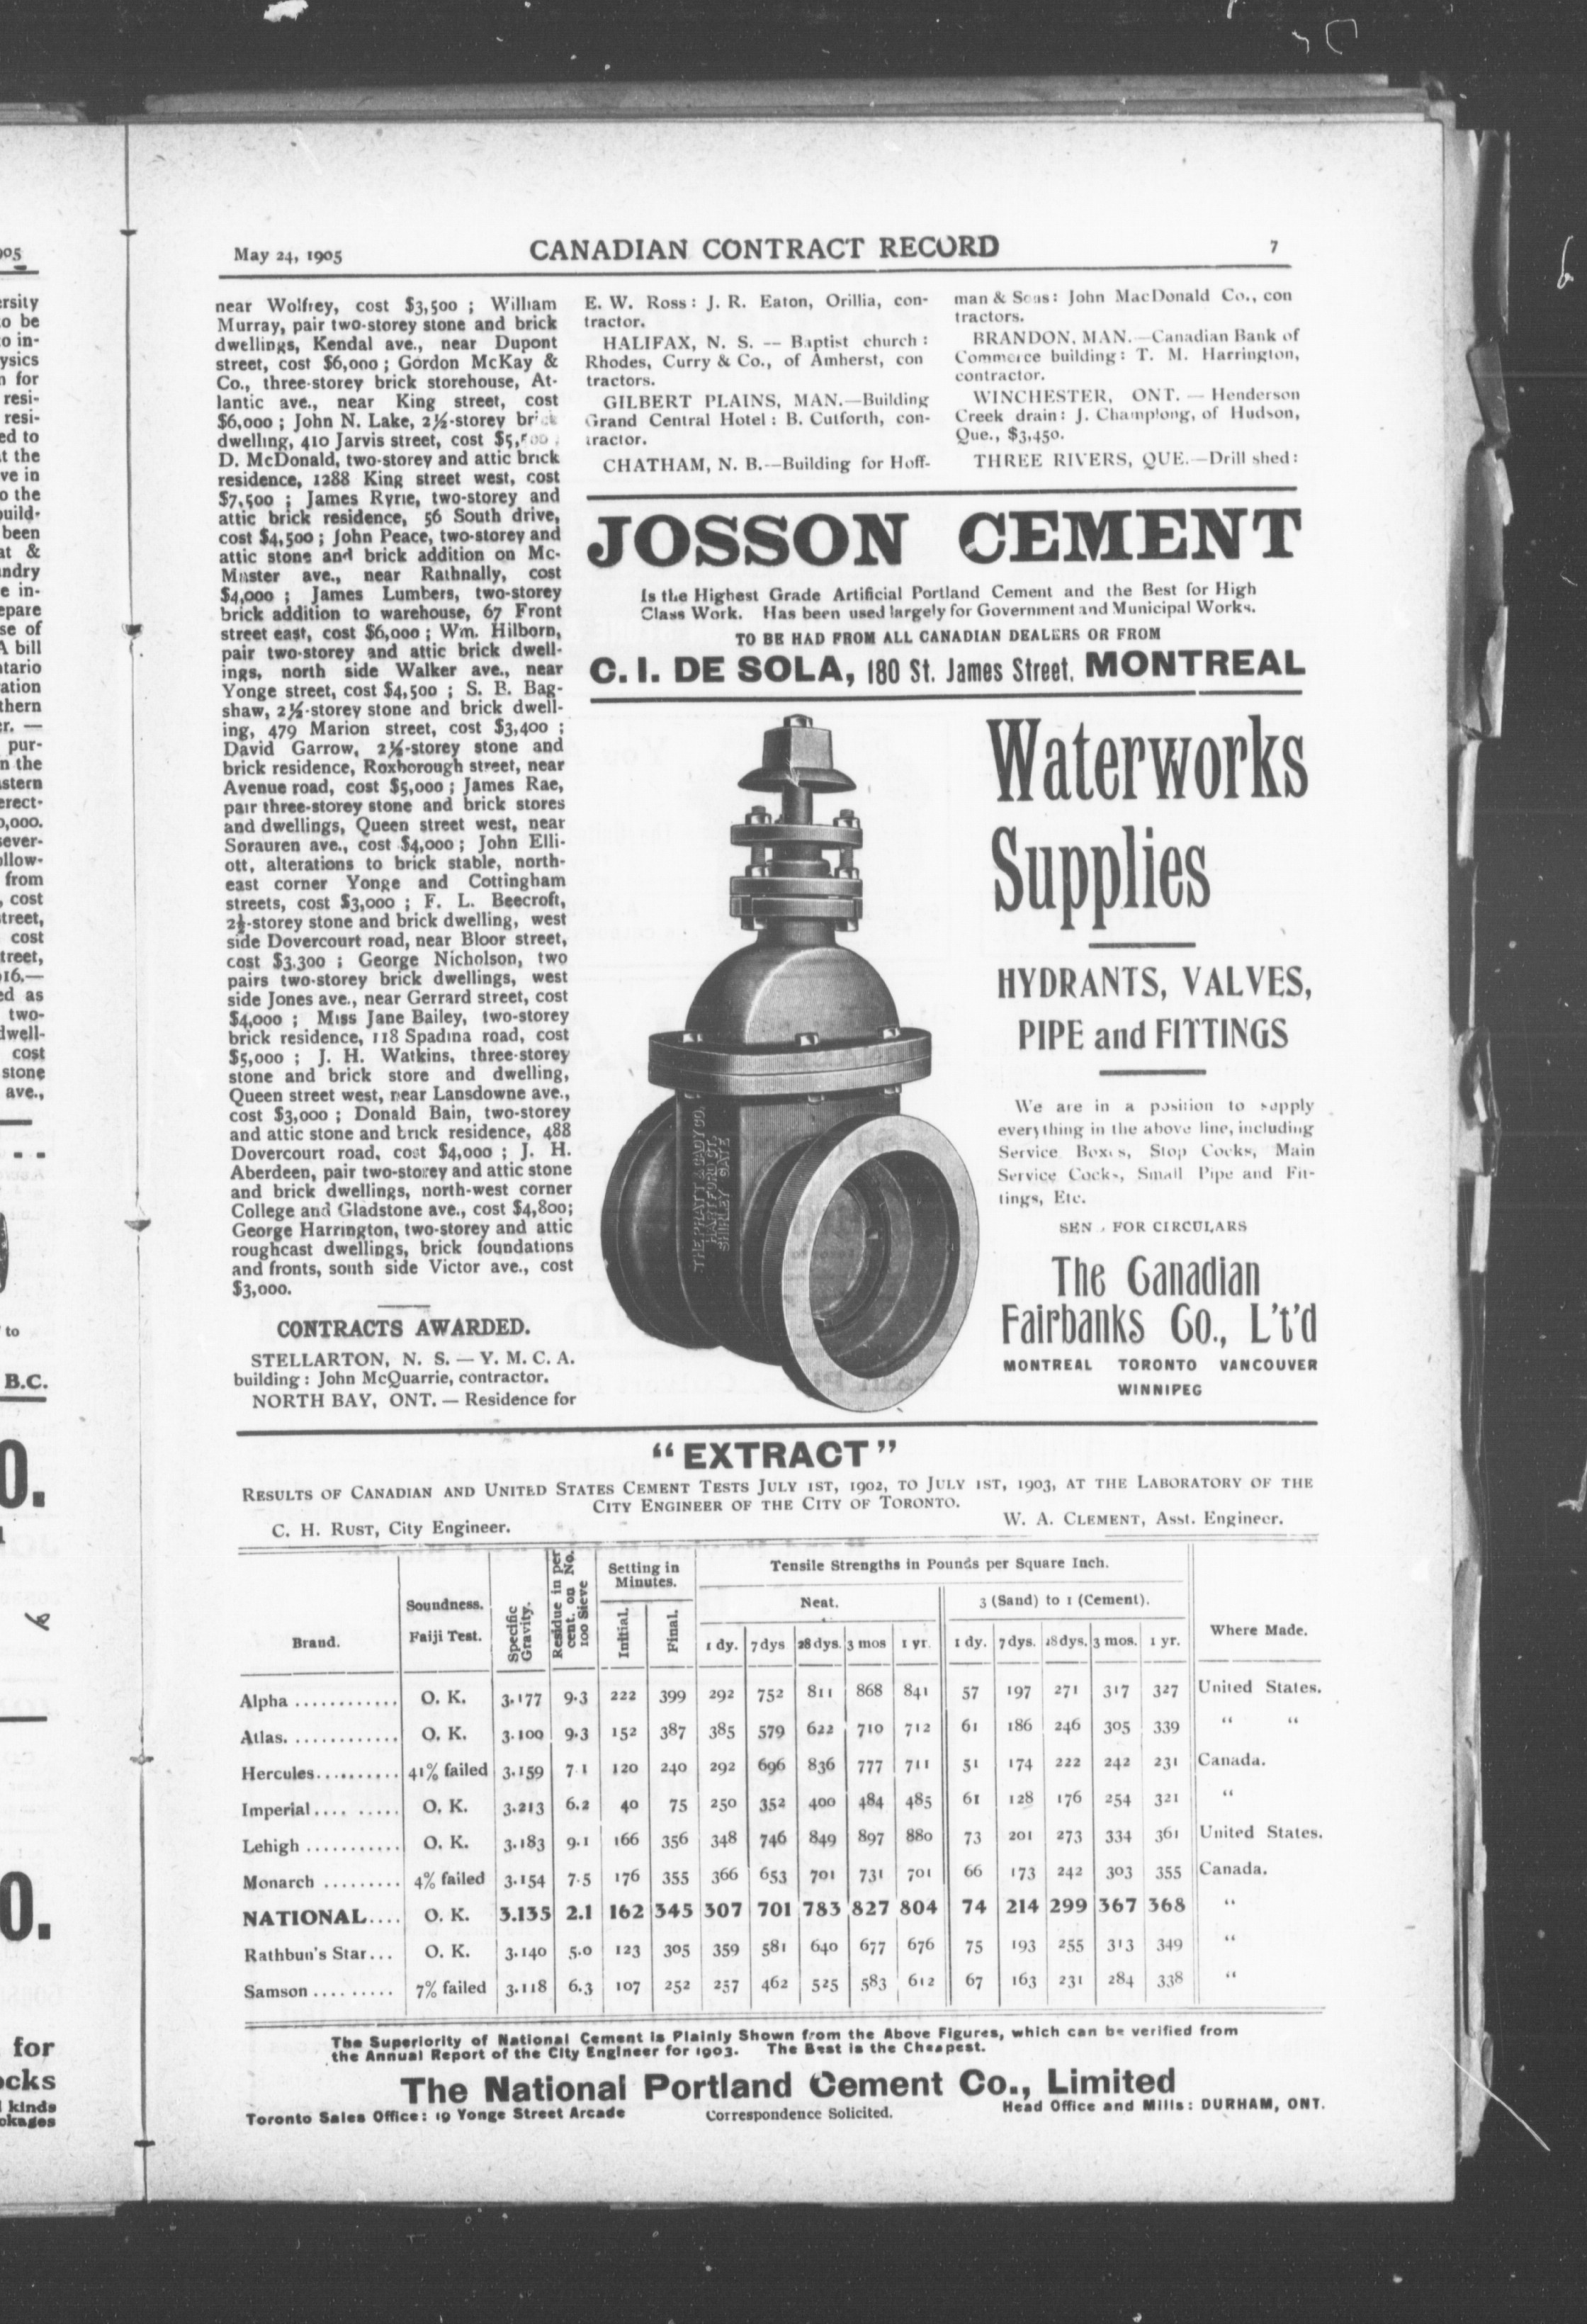 May 24, 1905
CANADIAN CONTRACT RECORD
7
near Wolfrey, cost $3,500 ; William
Murray, pair two-storey stone and brick
dwellings, Kendal ave., near Dupont
street, cost $6,000 ; Gordon McKay &
Co., three-storey brick storehouse, At-
lantic ave., near King street, cost
$6,000 ; John N. Lake, 2½-storey brick
dwelling, 410 Jarvis street, cost
D. McDonald, two-storey and attic brick
residence, 1288 King street west, cost
$7,500 ; James Ryrie, two-storey and
attic brick residence, 56 South drive,
cost $4,500 ; John Peace, two-storey and
attic stone and brick addition on Mc-
Master ave., near Rathnally, cost
$4,000 ; James Lumbers, two-storey
brick addition to warehouse, 67 Front
street east, cost $6,000 ; Wm. Hilborn,
pair two-storey and attic brick dwell-
ings, north side Walker ave., near
Yonge street, cost $4,500 ; S. B. Bag-
shaw, 2½-storey stone and brick dwell-
ing, 479 Marion street, cost $3,400 ;
David Garrow, 2½-storey stone and
brick residence, Roxborough street, near
Avenue road, cost $5,000 ; James Rae,
pair three-storey stone and brick stores
and dwellings, Queen street west, near
Sorauren ave., cost $4,000 ; John Elli-
ott, alterations to brick stable, north-
east corner Yonge and Cottingham
streets, cost $3,000 ; F. L. Beecroft,
2½-storey stone and brick dwelling, west
side Dovercourt road, near Bloor street,
cost $3,300 ; George Nicholson, two
pairs two-storey brick dwellings, west
side Jones ave., near Gerrard street, cost
$4,000 ; Miss Jane Bailey, two-storey
brick residence, 118 Spadina road, cost
$5,000 ; J. H. Watkins, three-storey
stone and brick store and dwelling,
Queen street west, near Lansdowne ave.,
cost $3,000 ; Donald Bain, two-storey
and attic stone and brick residence, 488
Dovercourt road, cost $4,000 ; J. H.
Aberdeen, pair two-storey and attic stone
and brick dwellings, north-west corner
College and Gladstone ave., cost $4,800;
George Harrington, two-storey and attic
roughcast dwellings, brick foundations
and fronts, south side Victor ave., cost
$3,000.
CONTRACTS AWARDED.
STELLARTON, N. S. — Y. M. C. A.
building : John McQuarrie, contractor.
NORTH BAY, ONT. — Residence for
E. W. Ross : J. R. Eaton, Orillia, con-
tractor.
HALIFAX, N. S. -- Baptist church :
Rhodes, Curry & Co., of Amherst, con
tractors.
GILBERT PLAINS, MAN.—Building
Grand Central Hotel : B. Cutforth, con-
tractor.
CHATHAM, N. B.—Building for Hoff-
man & Sons : John MacDonald Co., con
tractors.
BRANDON, MAN.—Canadian Bank of
Commerce building : T. M. Harrington,
contractor.
WINCHESTER, ONT. — Henderson
Creek drain : J. Champlong, of Hudson,
Que., $3,450.
THREE RIVERS, QUE.—Drill shed :
JOSSON CEMENT
Is the Highest Grade Artificial Portland Cement and the Best for High
Class Work. Has been used largely for Government and Municipal Works.
TO BE HAD FROM ALL CANADIAN DEALERS OR FROM
C. I. DE SOLA, 180 St. James Street, MONTREAL
THE PRATT & CADY CO.
HARTFORD CT.
SHIRLEY GATE
Waterworks
Supplies
HYDRANTS, VALVES,
PIPE and FITTINGS
We are in a position to supply
everything in the above line, including
Service Boxes, Stop Cocks, Main
Service Cocks, Small Pipe and Fit-
tings, Etc.
SEN FOR CIRCULARS
The Canadian
Fairbanks Co., L't'd
MONTREAL TORONTO VANCOUVER
WINNIPEG
"EXTRACT"
RESULTS OF CANADIAN AND UNITED STATES CEMENT TESTS JULY 1ST, 1902, TO JULY 1ST, 1903, AT THE LABORATORY OF THE
CITY ENGINEER OF THE CITY OF TORONTO.
C. H. RUST, City Engineer.
W. A. CLEMENT, Asst. Engineer.
Brand.
Soundness.
Faiji Test.
Specific Gravity.
Residue in per cent. on No. 100 Sieve
Setting in Minutes.
Initial.
Final.
Tensile Strengths in Pounds per Square Inch.
Neat.
3 (Sand) to 1 (Cement).
Where Made.
1 dy. 7 dys 28 dys. 3 mos 1 yr. 1 dy. 7 dys. 28 dys. 3 mos. 1 yr.
Alpha ............ O. K. 3.177 9.3 222 399 292 752 811 868 841 57 197 271 317 327 United States.
Atlas. ............ O. K. 3.100 9.3 152 387 385 579 622 710 712 61 186 246 305 339 " "
Hercules.......... 41% failed 3.159 7.1 120 240 292 696 836 777 711 51 174 222 242 231 Canada.
Imperial.... ..... O. K. 3.213 6.2 40 75 250 352 400 484 485 61 128 176 254 321 "
Lehigh ........... O. K. 3.183 9.1 166 356 348 746 849 897 880 73 201 273 334 361 United States.
Monarch ......... 4% failed 3.154 7.5 176 355 366 653 701 731 701 66 173 242 303 355 Canada.
NATIONAL.... O. K. 3.135 2.1 162 345 307 701 783 827 804 74 214 299 367 368 "
Rathbun's Star... O. K. 3.140 5.0 123 305 359 581 640 677 676 75 193 255 313 349 "
Samson ......... 7% failed 3.118 6.3 107 252 257 462 525 583 612 67 163 231 284 338 "
The Superiority of National Cement is Plainly Shown from the Above Figures, which can be verified from
the Annual Report of the City Engineer for 1903. The Best is the Cheapest.
The National Portland Cement Co., Limited
Toronto Sales Office: 19 Yonge Street Arcade
Correspondence Solicited.
Head Office and Mills: DURHAM, ONT.